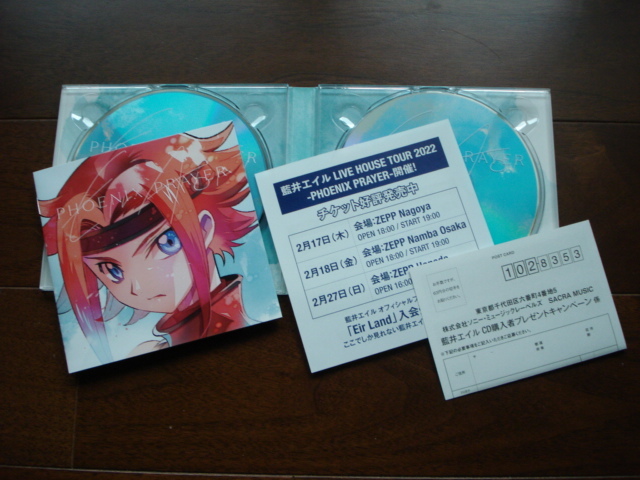 PHOENIX PRAYER
PRAYER
PHOENIX PRAYER
藍井エイル LIVE HOUSE TOUR 2022
-PHOENIX PRAYER-開催!
チケット好評発売中
2月17日(木) 会場:ZEPP Nagoya
OPEN 18:00 / START 19:00
2月18日(金) 会場:ZEPP Namba Osaka
OPEN 18:00 / START 19:00
2月27日(日) 会場:ZEPP
OPEN
藍井エイル オフィシャルフ
「Eir Land」入会
ここでしか見れない藍井エイ
POST CARD
1028353
東京都千代田区六番町4番地5
株式会社ソニー・ミュージックレーベルズ SACRA MUSIC
藍井エイル CD購入者プレゼントキャンペーン 係